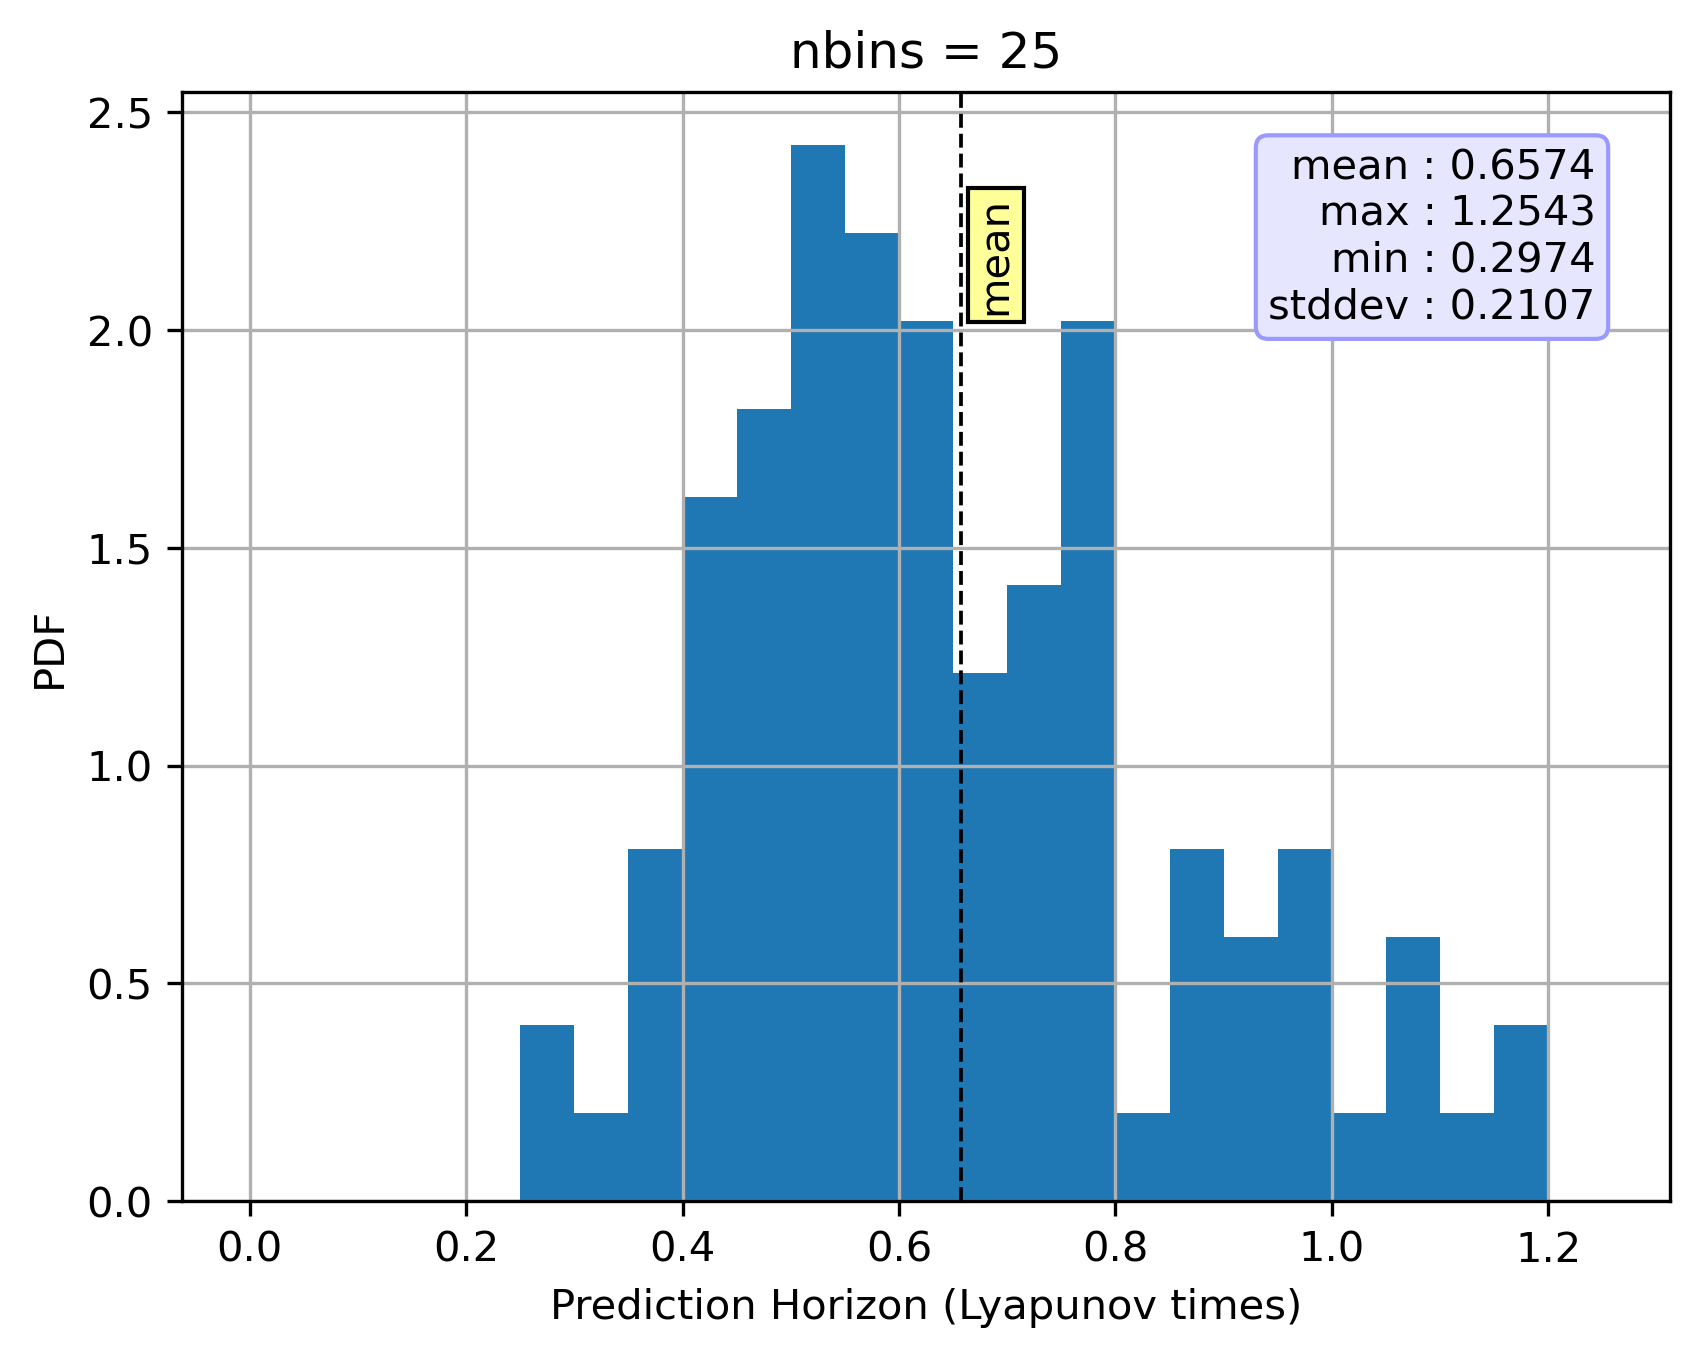 nbins = 25
2.5
2.0
1.5
1.0
0.5
0.0
PDF
mean
mean : 0.6574
max : 1.2543
min : 0.2974
stddev : 0.2107
0.0 0.2 0.4 0.6 0.8 1.0 1.2
Prediction Horizon (Lyapunov times)